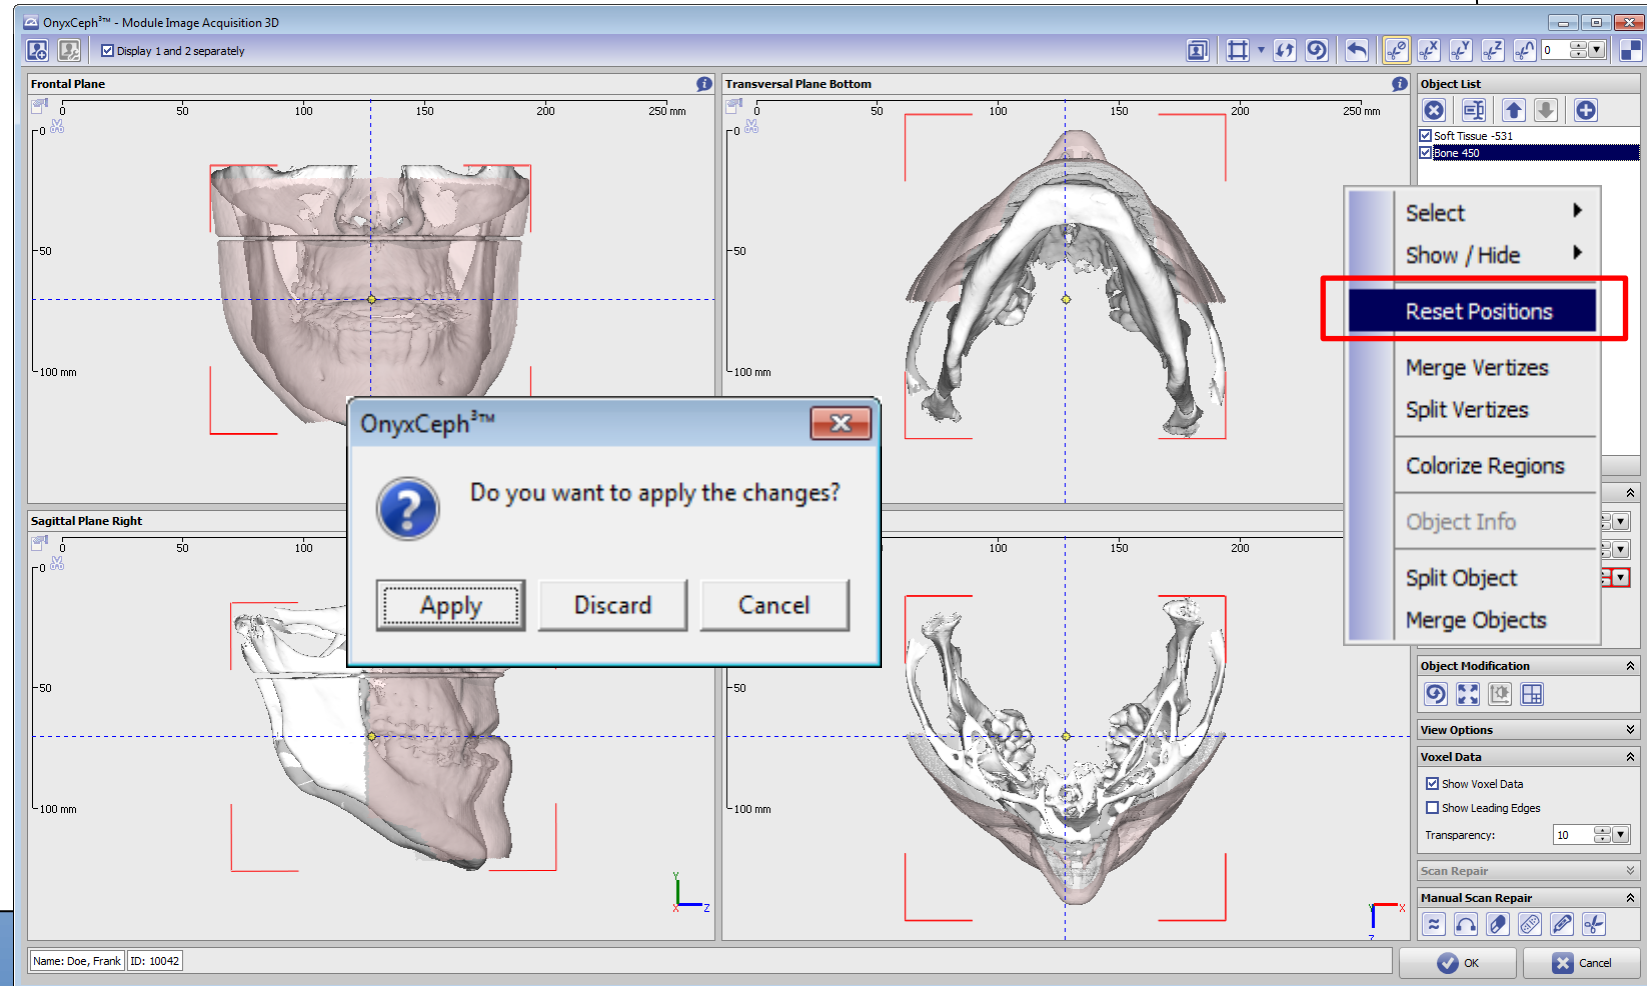 OnyxCeph³™ - Module Image Acquisition 3D
Display 1 and 2 separately
0
Frontal Plane
0 50 100 150 200 250 mm
0
50
100 mm
Transversal Plane Bottom
0 50 100 150 200 250 mm
0
50
100 mm
Object List
Soft Tissue -531
Bone 450
Select
Show / Hide
Reset Positions
Merge Vertizes
Split Vertizes
Colorize Regions
Object Info
Split Object
Merge Objects
OnyxCeph³™
Do you want to apply the changes?
Apply Discard Cancel
Sagittal Plane Right
0 50 100
0
50
100 mm
Y
X Z
100 150 200
50
100 mm
Y X
Z
Object Modification
View Options
Voxel Data
Show Voxel Data
Show Leading Edges
Transparency: 10
Scan Repair
Manual Scan Repair
Name: Doe, Frank ID: 10042
OK Cancel